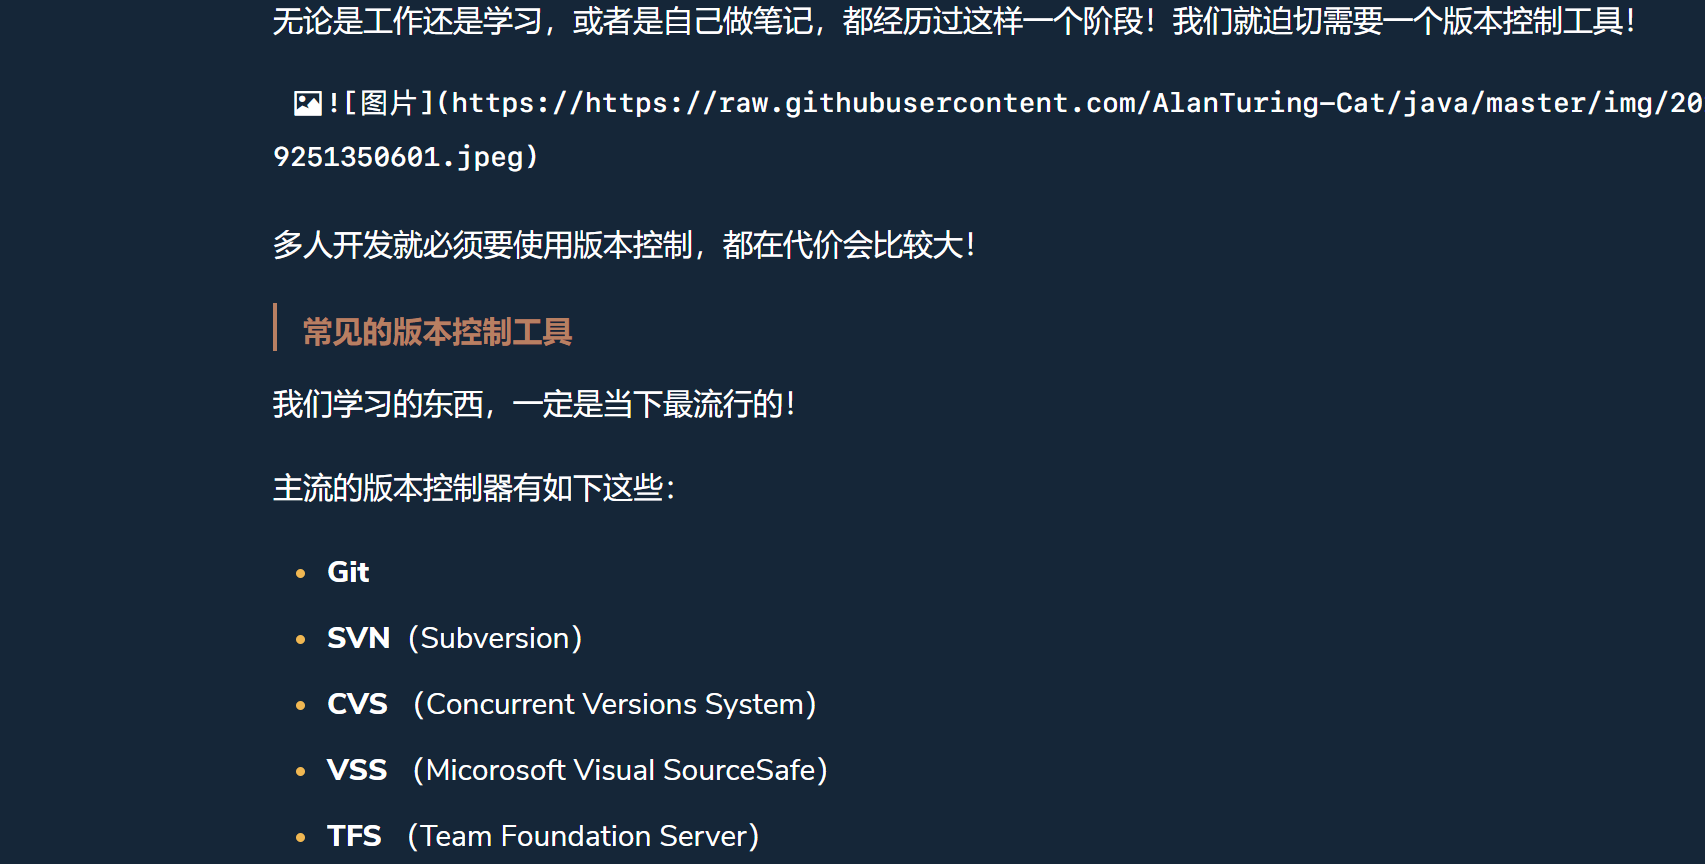 无论是工作还是学习，或者是自己做笔记，都经历过这样一个阶段！我们就迫切需要一个版本控制工具！
![图片](https://https://raw.githubusercontent.com/AlanTuring-Cat/java/master/img/20
9251350601.jpeg)
多人开发就必须要使用版本控制，都在代价会比较大！
常见的版本控制工具
我们学习的东西，一定是当下最流行的！
主流的版本控制器有如下这些：
Git
SVN（Subversion）
CVS （Concurrent Versions System）
VSS （Micorosoft Visual SourceSafe）
TFS （Team Foundation Server）